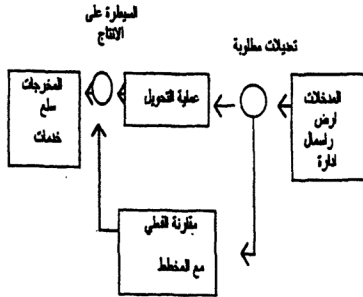 السيطرة على
الانتاج
تعديلات مطلوبة
المدخلات
ارض
راسمال
ادارة
عملية التحويل
المخرجات
سلع
خدمات
مقارنة الفعلي
مع المخطط